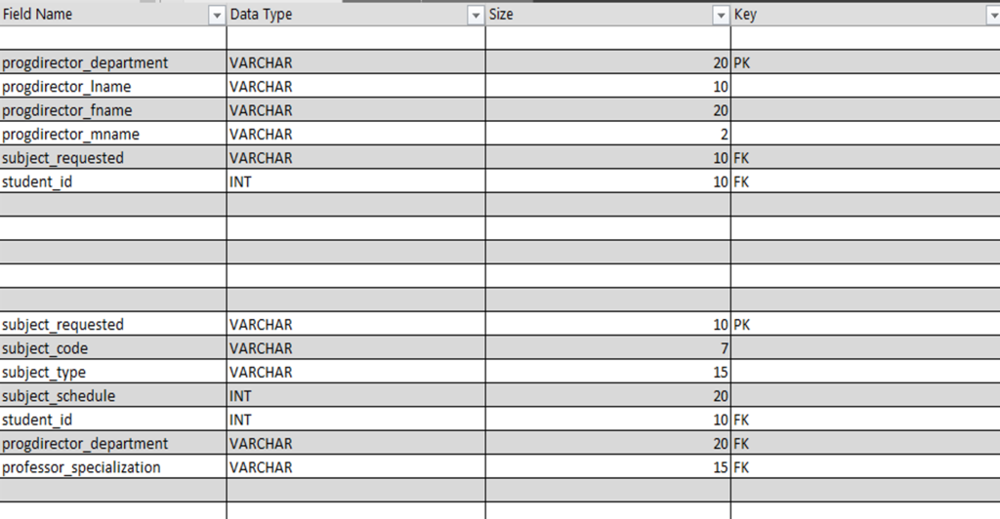 Field Name Data Type Size Key
progdirector_department VARCHAR 20 PK
progdirector_lname VARCHAR 10
progdirector_fname VARCHAR 20
progdirector_mname VARCHAR 2
subject_requested VARCHAR 10 FK
student_id INT 10 FK
subject_requested VARCHAR 10 PK
subject_code VARCHAR 7
subject_type VARCHAR 15
subject_schedule INT 20
student_id INT 10 FK
progdirector_department VARCHAR 20 FK
professor_specialization VARCHAR 15 FK